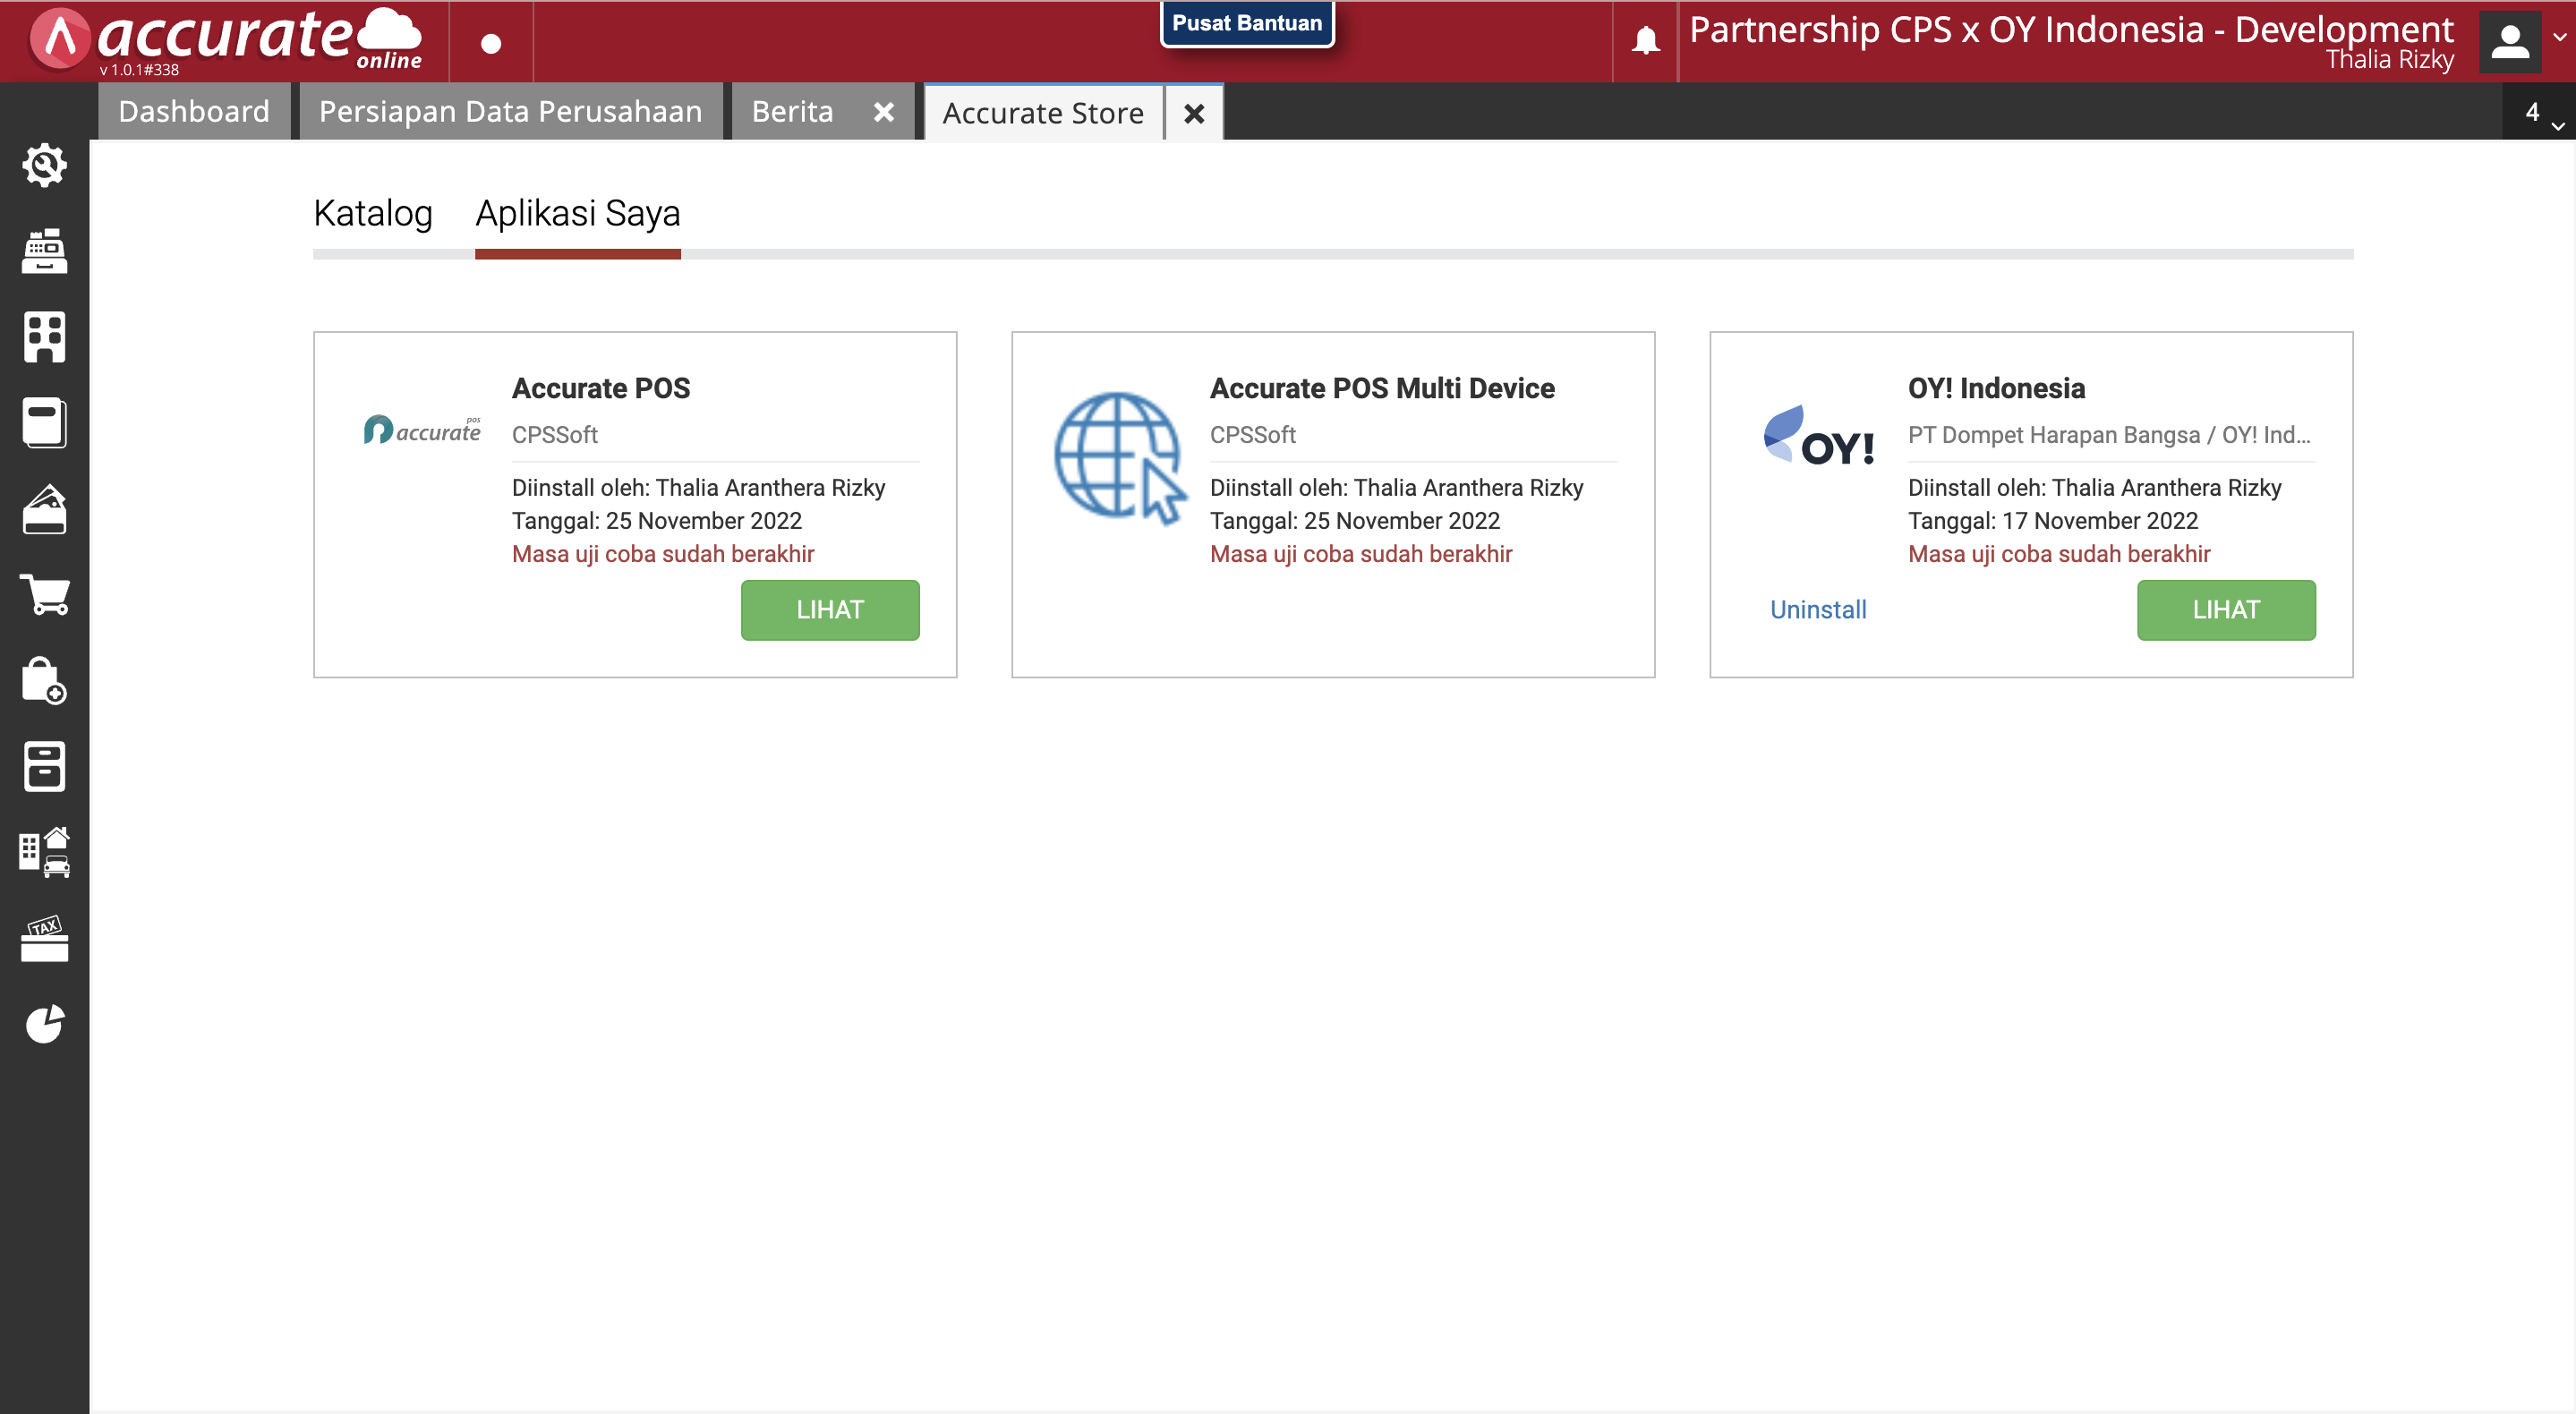 accurate
online
v 1.0.1#338
Pusat Bantuan
Partnership CPS x OY Indonesia - Development
Thalia Rizky
Dashboard
Persiapan Data Perusahaan
Berita
Accurate Store
4
Katalog
Aplikasi Saya
pos
accurate
Accurate POS
CPSSoft
Diinstall oleh: Thalia Aranthera Rizky
Tanggal: 25 November 2022
Masa uji coba sudah berakhir
LIHAT
Accurate POS Multi Device
CPSSoft
Diinstall oleh: Thalia Aranthera Rizky
Tanggal: 25 November 2022
Masa uji coba sudah berakhir
OY!
OY! Indonesia
PT Dompet Harapan Bangsa / OY! Ind...
Diinstall oleh: Thalia Aranthera Rizky
Tanggal: 17 November 2022
Masa uji coba sudah berakhir
Uninstall
LIHAT
TAX